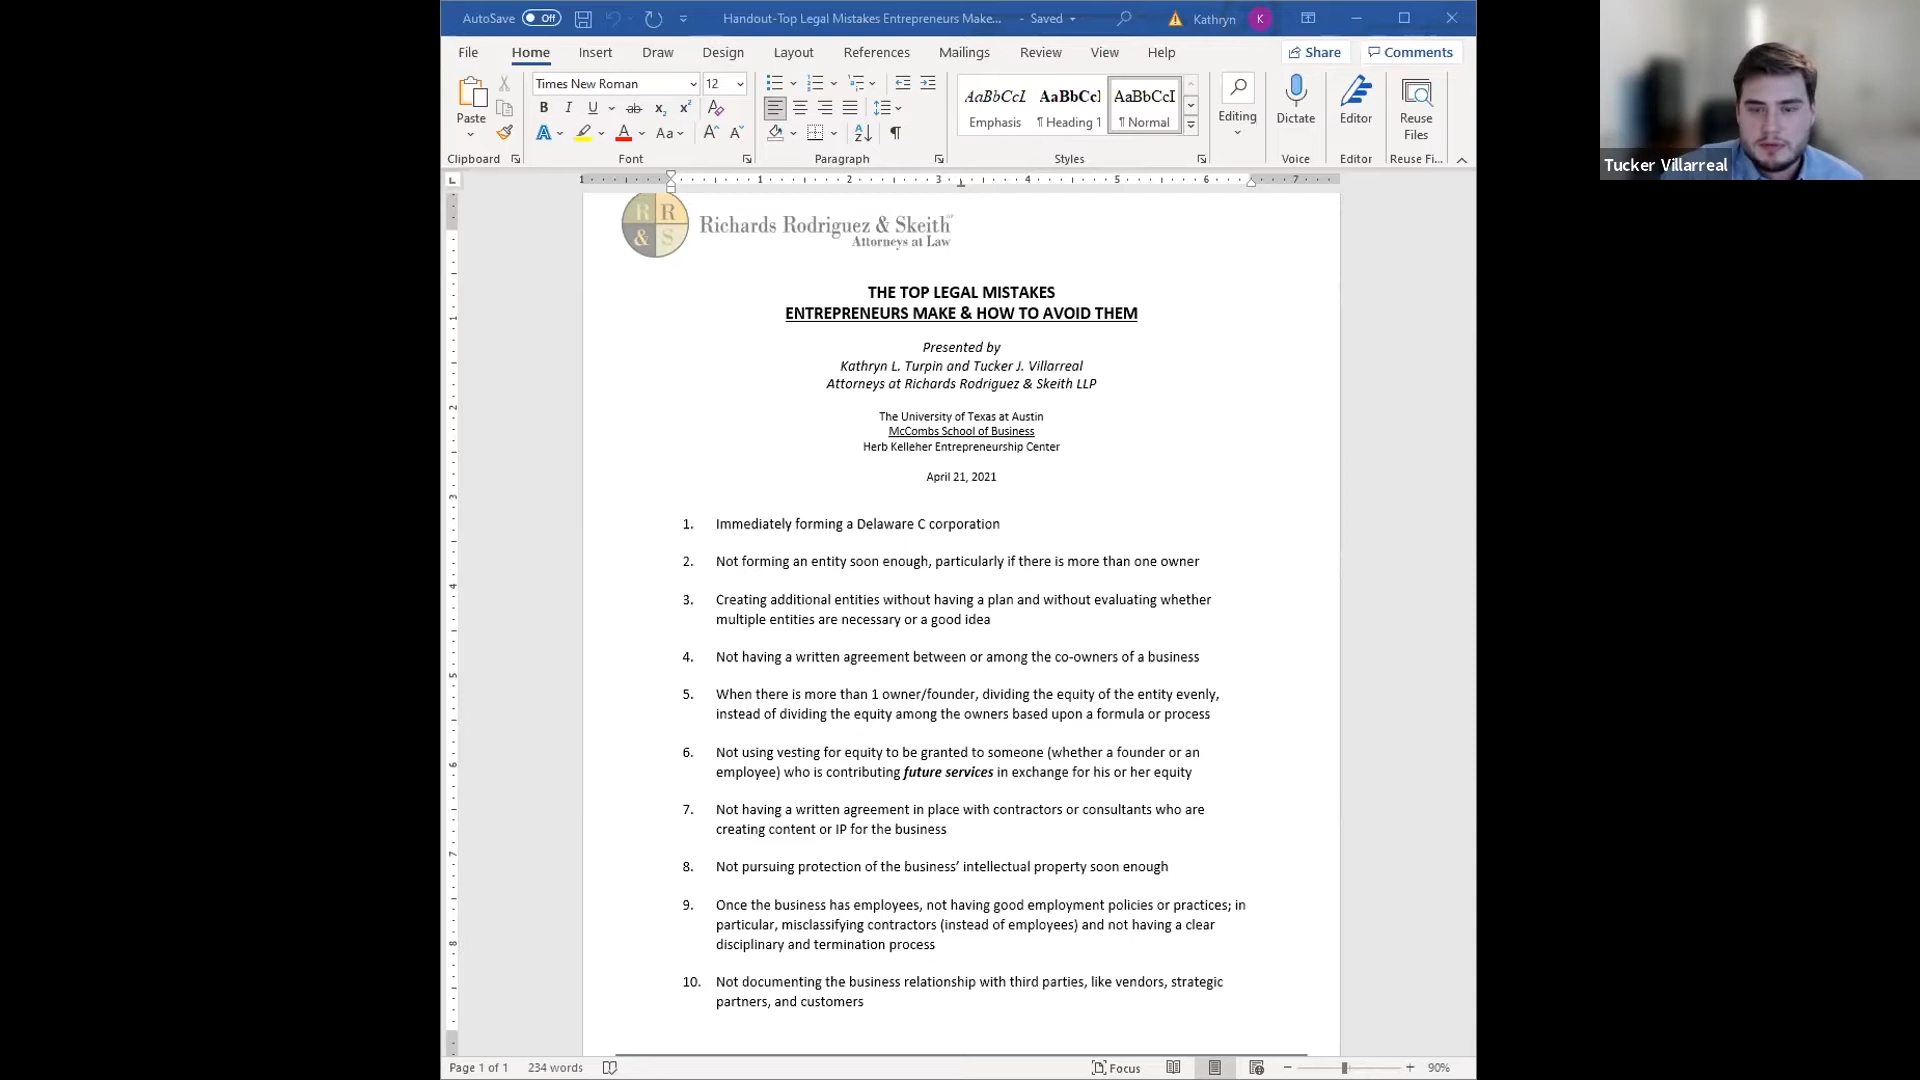 AutoSave Off Handout-Top Legal Mistakes Entrepreneurs Make... - Saved Kathryn K
File Home Insert Draw Design Layout References Mailings Review View Help Share Comments
Paste
Times New Roman 12
B I U ab x₂ x²
A A Aa A A
AaBbCcI AaBbCcI AaBbCcI
Emphasis ¶ Heading 1 ¶ Normal
Editing
Dictate
Editor
Reuse
Files
Clipboard Font Paragraph Styles Voice Editor Reuse Fi...
Tucker Villarreal
1 1 2 3 4 5 6 7
R R
& S
Richards Rodriguez & Skeith
Attorneys at Law
THE TOP LEGAL MISTAKES
ENTREPRENEURS MAKE & HOW TO AVOID THEM
Presented by
Kathryn L. Turpin and Tucker J. Villarreal
Attorneys at Richards Rodriguez & Skeith LLP
The University of Texas at Austin
McCombs School of Business
Herb Kelleher Entrepreneurship Center
April 21, 2021
1. Immediately forming a Delaware C corporation
2. Not forming an entity soon enough, particularly if there is more than one owner
3. Creating additional entities without having a plan and without evaluating whether
multiple entities are necessary or a good idea
4. Not having a written agreement between or among the co-owners of a business
5. When there is more than 1 owner/founder, dividing the equity of the entity evenly,
instead of dividing the equity among the owners based upon a formula or process
6. Not using vesting for equity to be granted to someone (whether a founder or an
employee) who is contributing future services in exchange for his or her equity
7. Not having a written agreement in place with contractors or consultants who are
creating content or IP for the business
8. Not pursuing protection of the business’ intellectual property soon enough
9. Once the business has employees, not having good employment policies or practices; in
particular, misclassifying contractors (instead of employees) and not having a clear
disciplinary and termination process
10. Not documenting the business relationship with third parties, like vendors, strategic
partners, and customers
Page 1 of 1 234 words Focus 90%